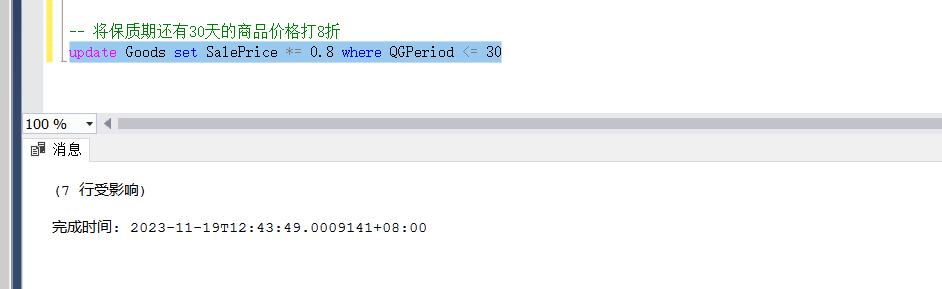 -- 将保质期还有30天的商品价格打8折
update Goods set SalePrice *= 0.8 where QGPeriod <= 30
100 %
消息
(7 行受影响)
完成时间: 2023-11-19T12:43:49.0009141+08:00